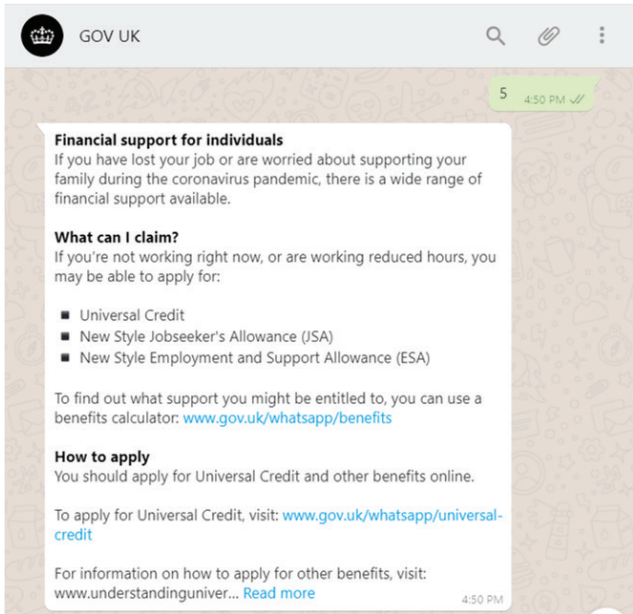 GOV UK
5
4:50 PM
Financial support for individuals
If you have lost your job or are worried about supporting your
family during the coronavirus pandemic, there is a wide range of
financial support available.
What can I claim?
If you're not working right now, or are working reduced hours, you
may be able to apply for:
▪ Universal Credit
▪ New Style Jobseeker's Allowance (JSA)
▪ New Style Employment and Support Allowance (ESA)
To find out what support you might be entitled to, you can use a
benefits calculator: www.gov.uk/whatsapp/benefits
How to apply
You should apply for Universal Credit and other benefits online.
To apply for Universal Credit, visit: www.gov.uk/whatsapp/universal-
credit
For information on how to apply for other benefits, visit:
www.understandinguniver... Read more
4:50 PM